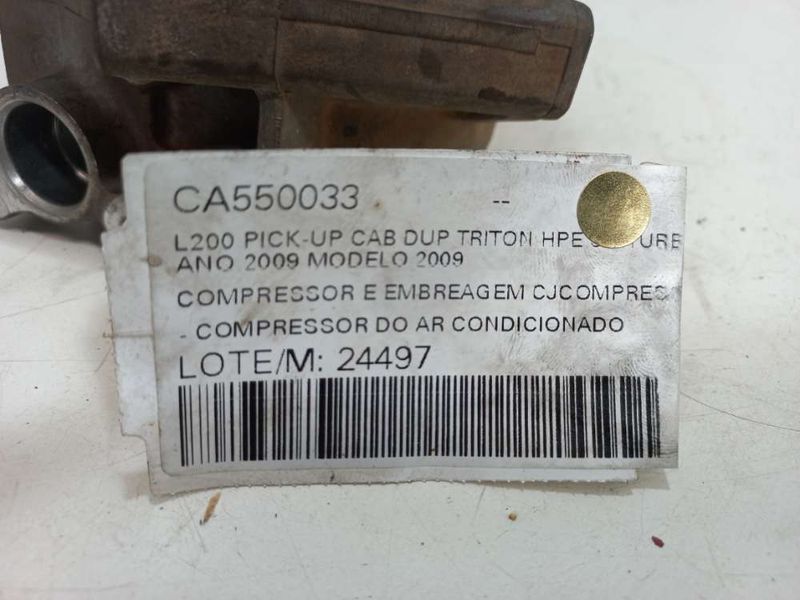 CA550033 --
L200 PICK-UP CAB DUP TRITON HPE
ANO 2009 MODELO 2009
COMPRESSOR E EMBREAGEM CJCOMPRES
- COMPRESSOR DO AR CONDICIONADO
LOTE/M: 24497